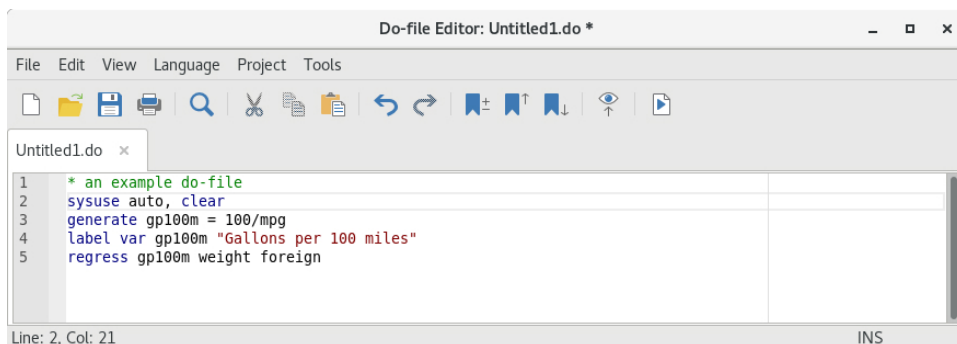 Do-file Editor: Untitled1.do *
File Edit View Language Project Tools
Untitled1.do ×
1 * an example do-file
2 sysuse auto, clear
3 generate gp100m = 100/mpg
4 label var gp100m "Gallons per 100 miles"
5 regress gp100m weight foreign
Line: 2, Col: 21 INS